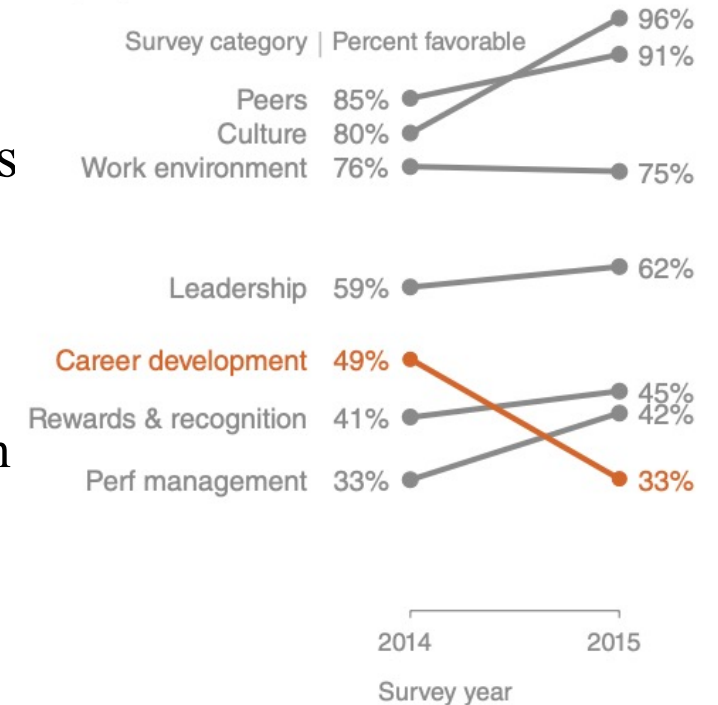 96%
Survey category | Percent favorable
91%
Peers 85%
Culture 80%
s
Work environment 76% 75%
Leadership 59% 62%
Career development 49%
45%
Rewards & recognition 41% 42%
n
Perf management 33% 33%
2014 2015
Survey year